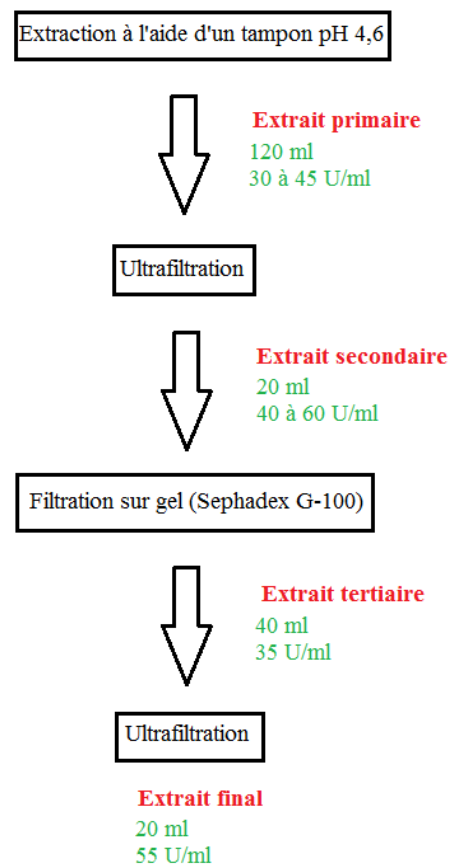 Extraction à l'aide d'un tampon pH 4,6
Extrait primaire
120 ml
30 à 45 U/ml
Ultrafiltration
Extrait secondaire
20 ml
40 à 60 U/ml
Filtration sur gel (Sephadex G-100)
Extrait tertiaire
40 ml
35 U/ml
Ultrafiltration
Extrait final
20 ml
55 U/ml